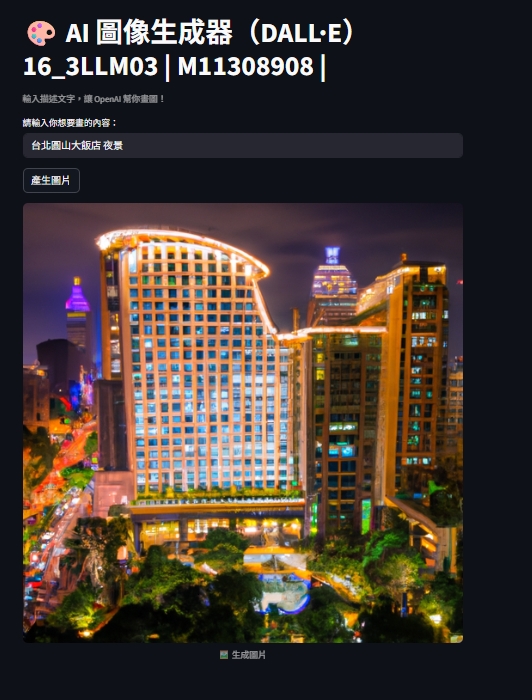 🎨 AI 圖像生成器（DALL·E）
16_3LLM03 | M11308908 |
輸入描述文字，讓 OpenAI 幫你畫圖！
請輸入你想要畫的內容：
台北圓山大飯店 夜景
產生圖片
生成圖片